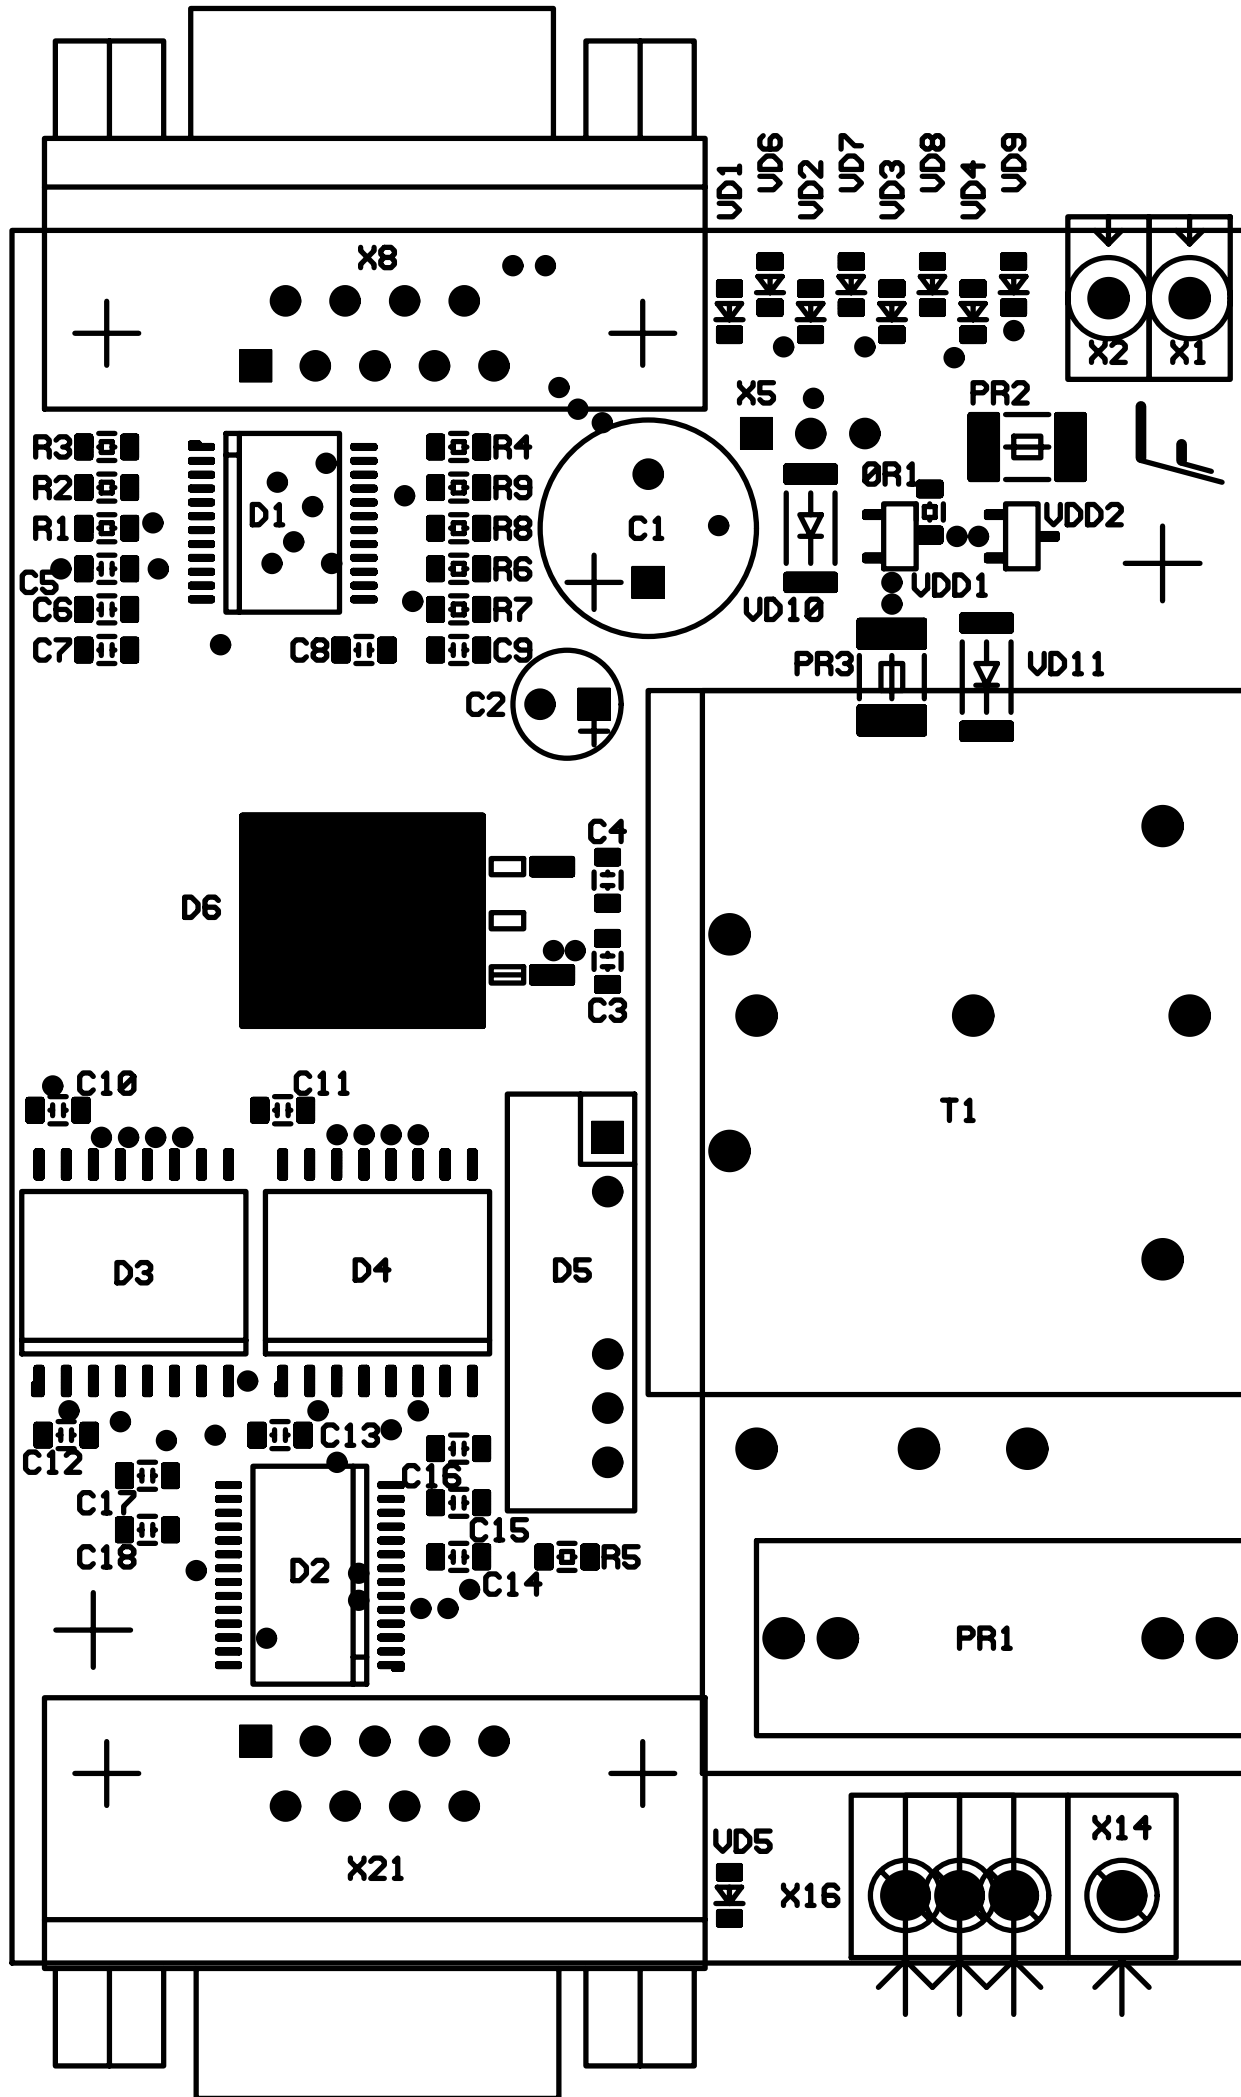 VD1
VD6
VD2
VD7
VD3
VD8
VD4
VD9
X8
X2
X1
X5
PR2
R3
R4
R2
R9
0R1
R1
D1
R8
C1
VDD2
C5
R6
C6
R7
VD10
VDD1
C7
C8
C9
PR3
VD11
C2
C4
D6
C3
C10
C11
T1
D3
D4
D5
C12
C13
C16
C17
C15
C18
D2
C14
R5
PR1
X14
VD5
X21
X16